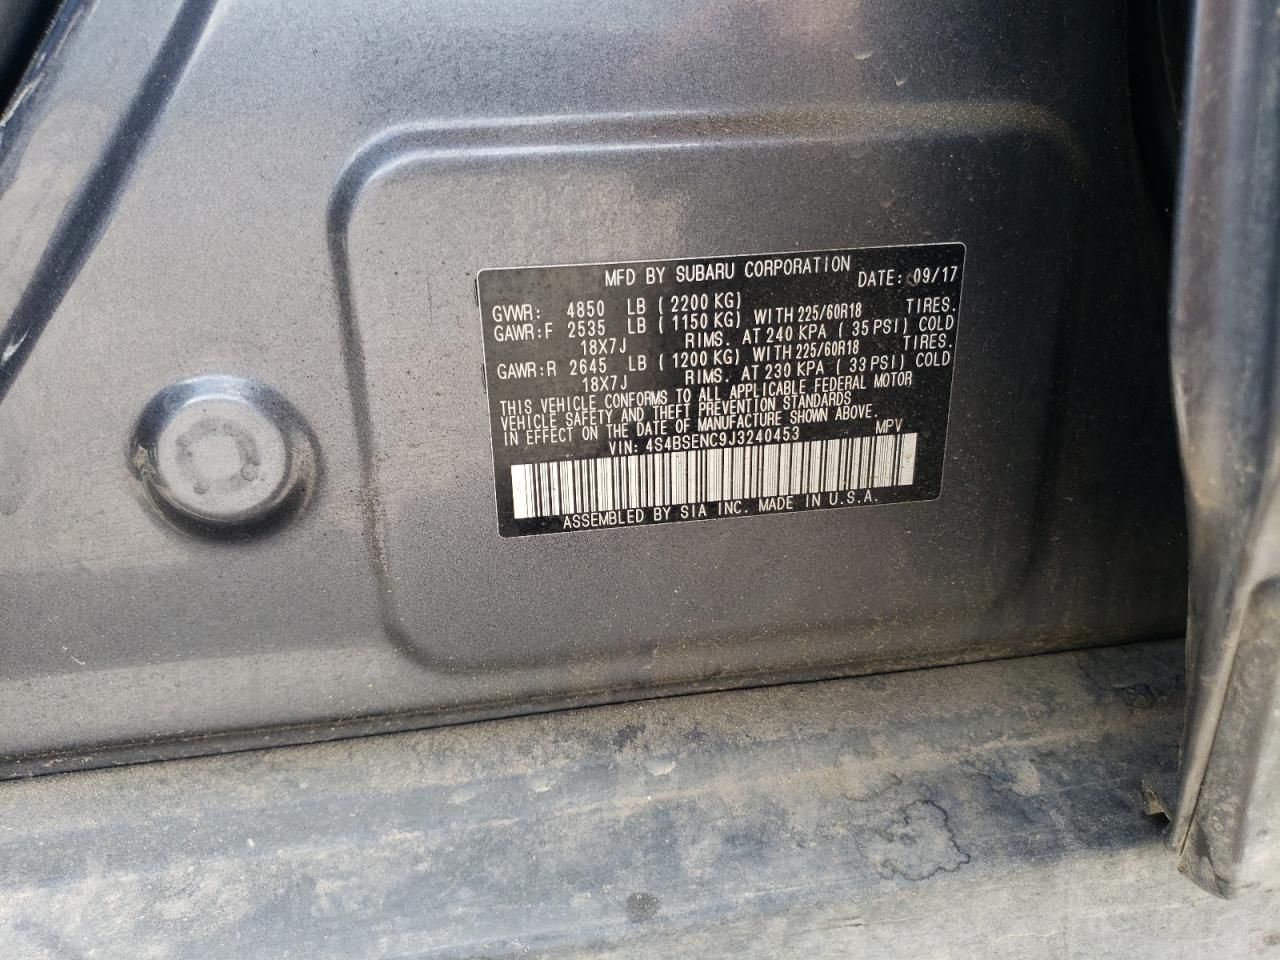 MFD BY SUBARU CORPORATION DATE: 09/17
GVWR: 4850 LB ( 2200 KG)
GAWR: F 2535 LB ( 1150 KG) WITH 225/60R18 TIRES.
18X7J RIMS. AT 240 KPA ( 35 PSI) COLD
GAWR: R 2645 LB ( 1200 KG) WITH 225/60R18 TIRES.
18X7J RIMS. AT 230 KPA ( 33 PSI) COLD
THIS VEHICLE CONFORMS TO ALL APPLICABLE FEDERAL MOTOR
VEHICLE SAFETY AND THEFT PREVENTION STANDARDS
IN EFFECT ON THE DATE OF MANUFACTURE SHOWN ABOVE.
VIN: 4S4BSENC9J3240453 MPV
ASSEMBLED BY SIA INC. MADE IN U.S.A.